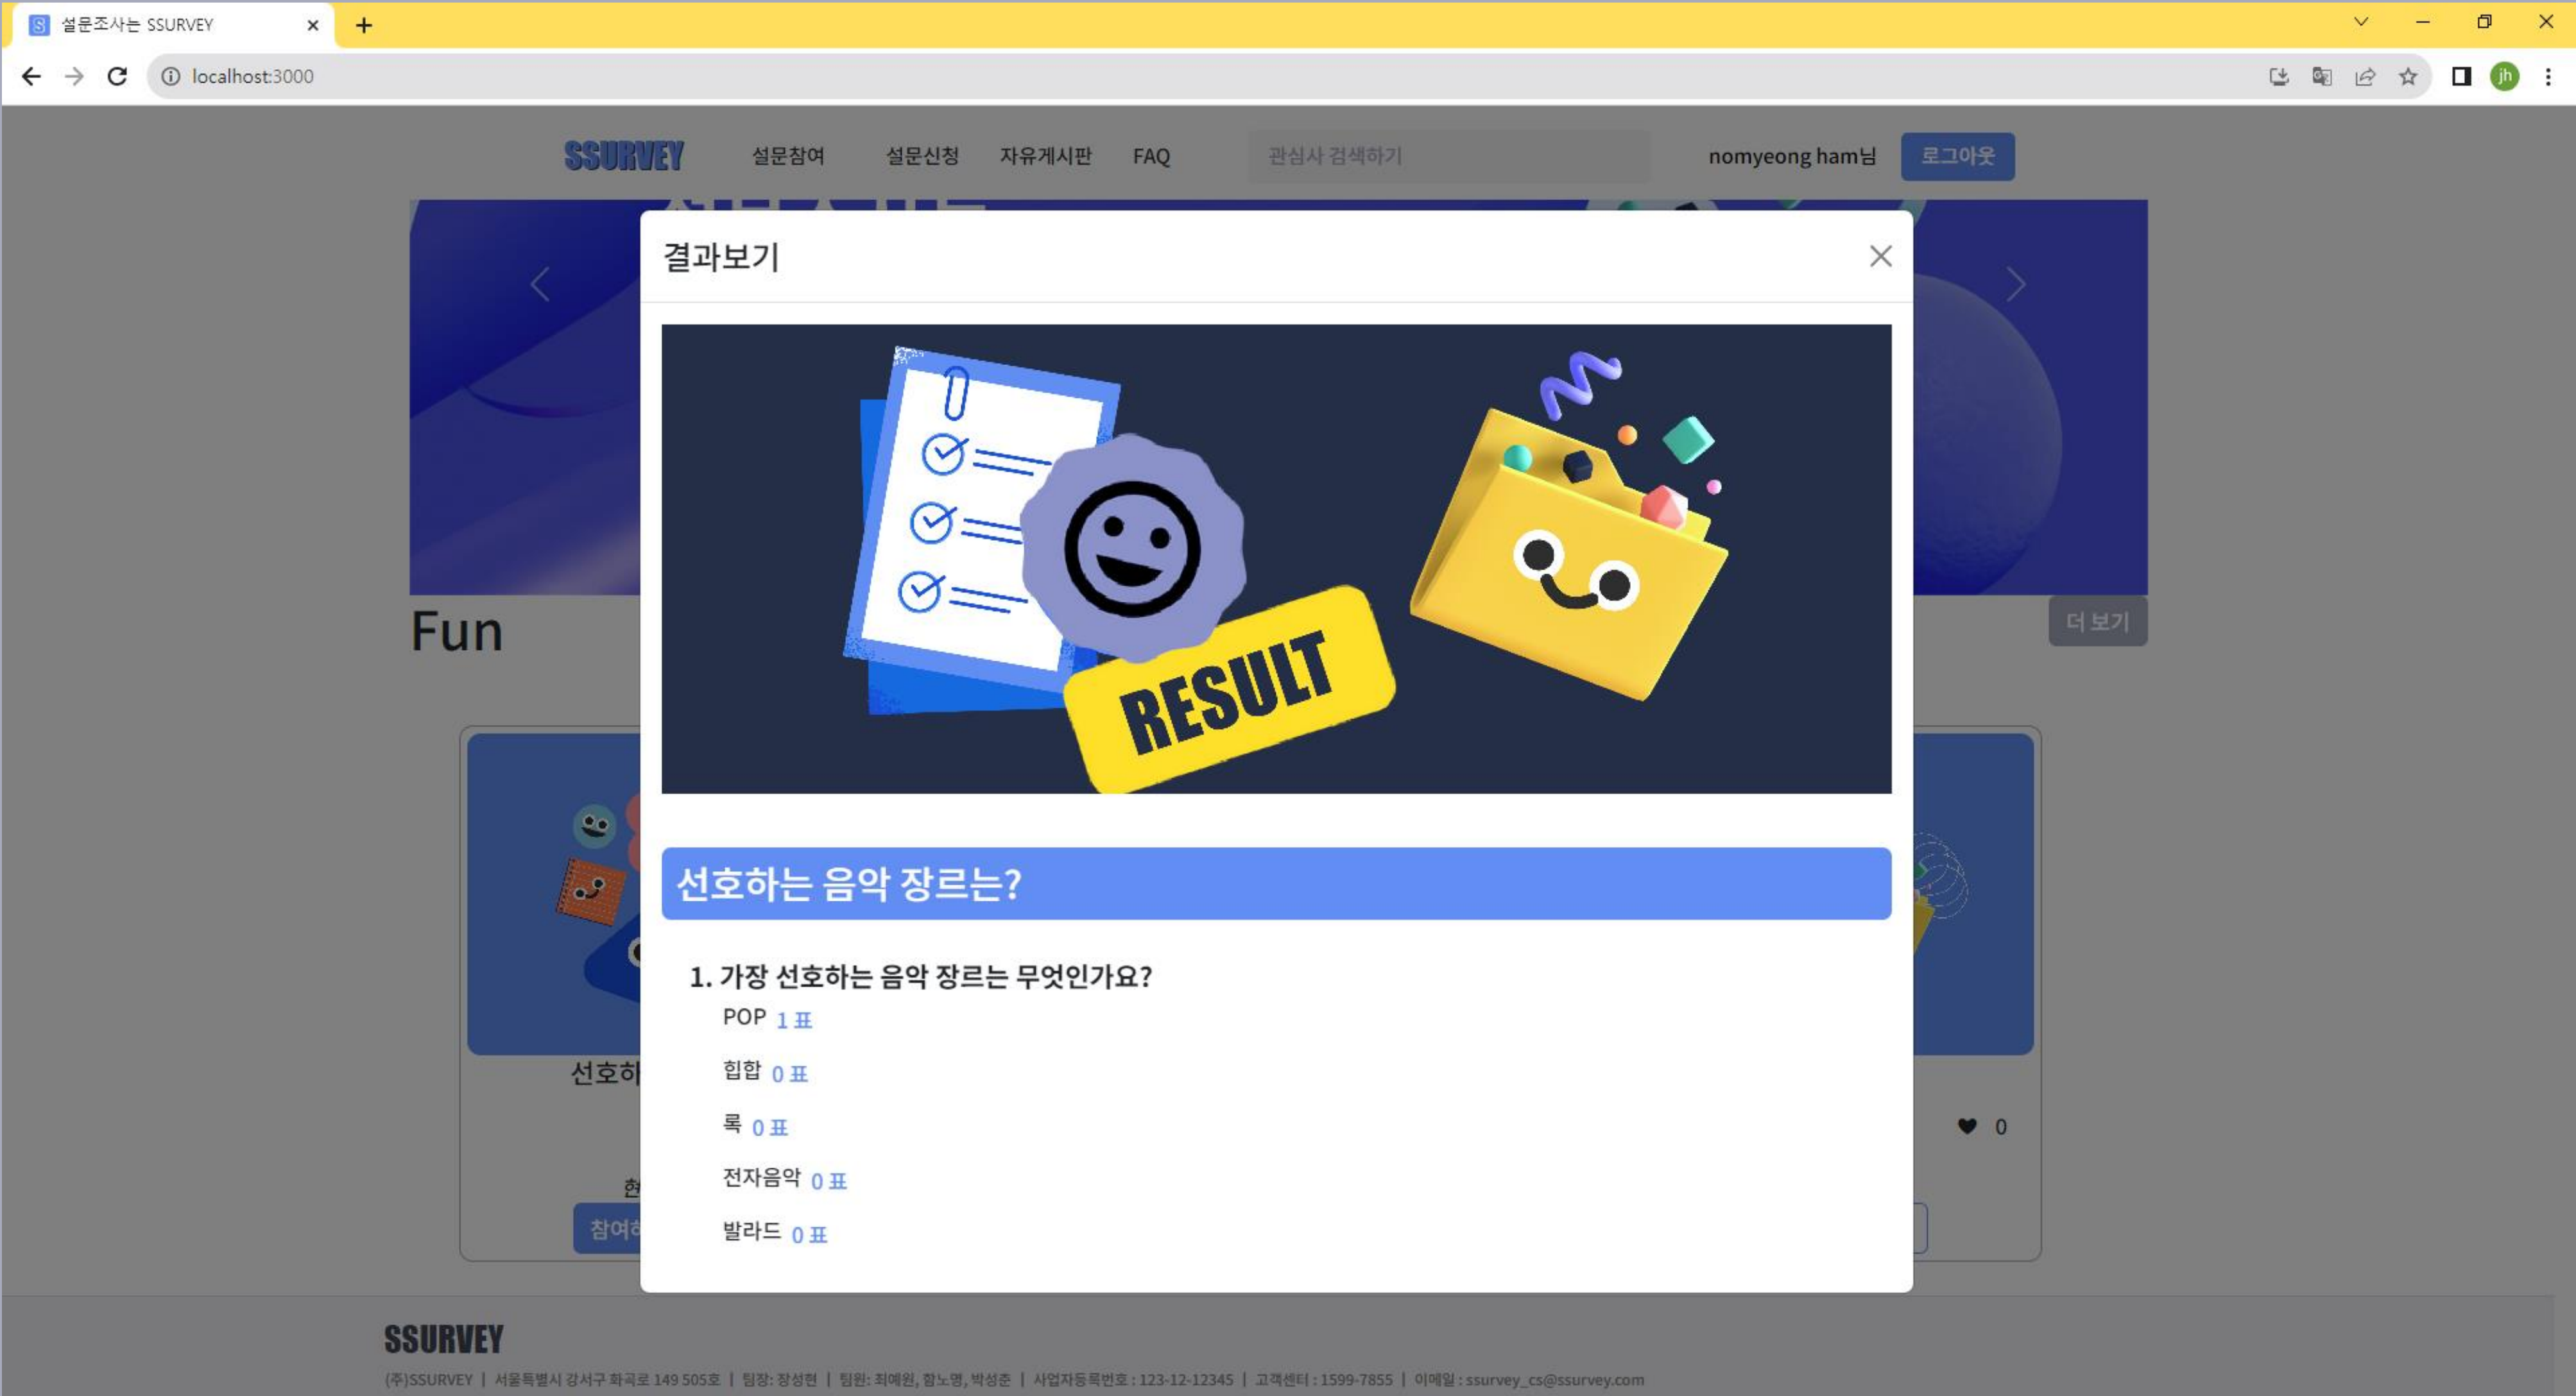 설문조사는 SSURVEY
localhost:3000
jh
SSURVEY 설문참여 설문신청 자유게시판 FAQ 관심사 검색하기 nomyeong ham님 로그아웃
결과보기
RESULT
Fun
더 보기
선호하는 음악 장르는?
1. 가장 선호하는 음악 장르는 무엇인가요?
POP 1 표
힙합 0 표
록 0 표
전자음악 0 표
발라드 0 표
선호하
0
현
참여하
SSURVEY
(주)SSURVEY | 서울특별시 강서구 화곡로 149 505호 | 팀장: 장성현 | 팀원: 최예원, 함노명, 박성준 | 사업자등록번호 : 123-12-12345 | 고객센터 : 1599-7855 | 이메일 : ssurvey_cs@ssurvey.com